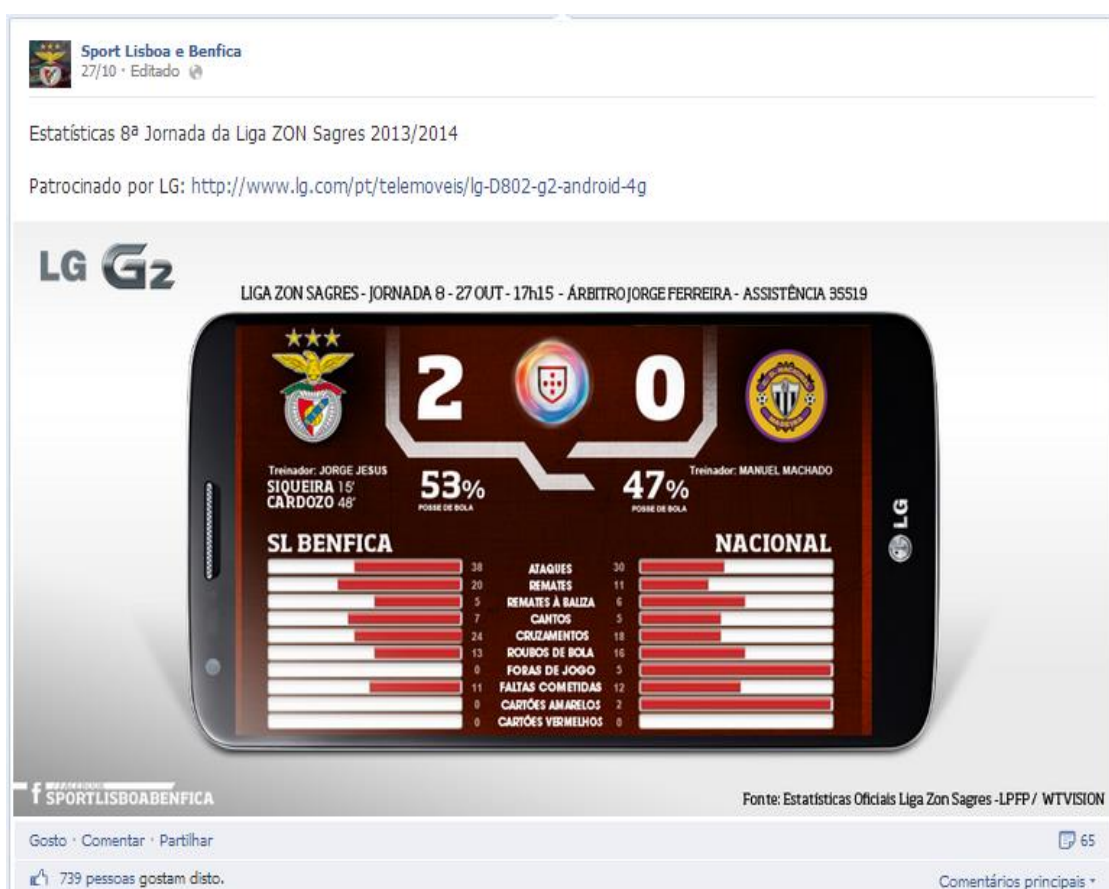 Sport Lisboa e Benfica
27/10 · Editado
Estatísticas 8ª Jornada da Liga ZON Sagres 2013/2014
Patrocinado por LG: http://www.lg.com/pt/telemoveis/lg-D802-g2-android-4g
LG G2
LIGA ZON SAGRES - JORNADA 8 - 27 OUT - 17h15 - ÁRBITRO JORGE FERREIRA - ASSISTÊNCIA 35519
2 0
Treinador: JORGE JESUS
SIQUEIRA 15'
CARDOZO 48'
53%
POSSE DE BOLA
47%
POSSE DE BOLA
Treinador: MANUEL MACHADO
LG
SL BENFICA NACIONAL
38 ATAQUES 30
20 REMATES 11
5 REMATES À BALIZA 6
7 CANTOS 5
24 CRUZAMENTOS 18
13 ROUBOS DE BOLA 16
0 FORAS DE JOGO 5
11 FALTAS COMETIDAS 12
0 CARTÕES AMARELOS 2
0 CARTÕES VERMELHOS 0
f SPORTLISBOABENFICA
Fonte: Estatísticas Oficiais Liga Zon Sagres -LPFP / WTVISION
Gosto · Comentar · Partilhar 65
739 pessoas gostam disto. Comentários principais